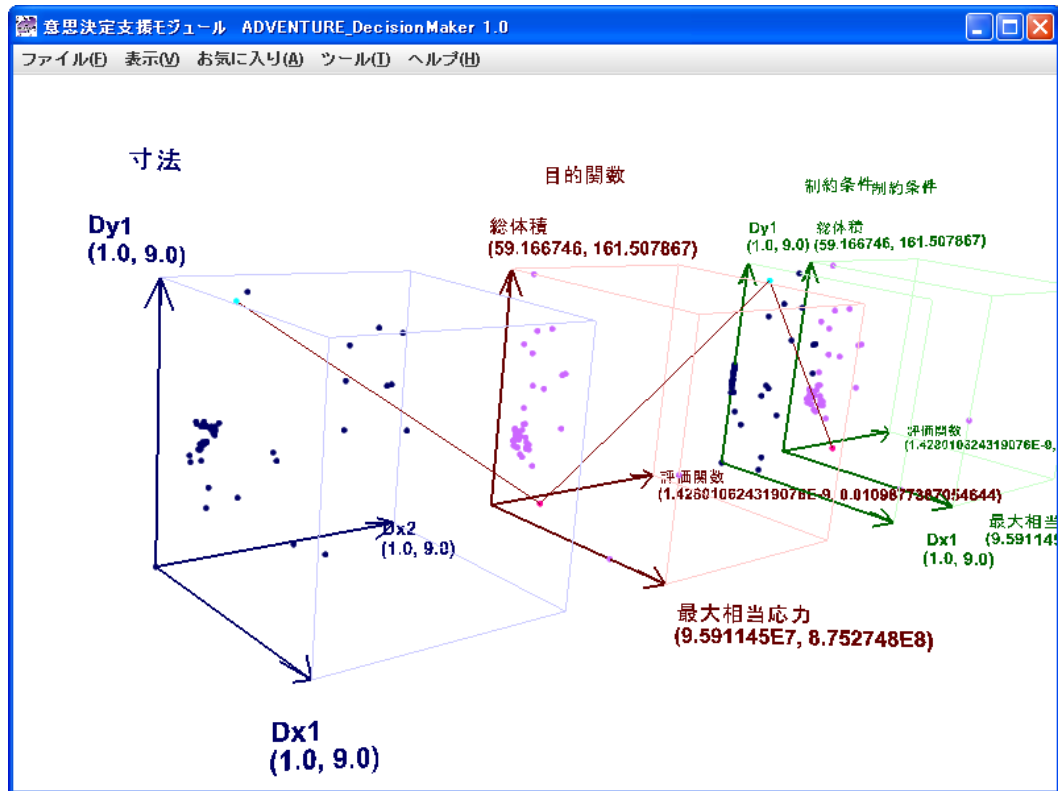 意思決定支援モジュール ADVENTURE_DecisionMaker 1.0
ファイル(F) 表示(V) お気に入り(A) ツール(T) ヘルプ(H)
寸法
Dy1
(1.0, 9.0)
Dx2
(1.0, 9.0)
Dx1
(1.0, 9.0)
目的関数
総体積
(59.166746, 161.507867)
評価関数
最大相当応力
(9.591145E7, 8.752748E8)
制約条件
制約条件
Dy1
(1.0, 9.0)
総体積
(59.166746, 161.507867)
評価関数
Dx1
(1.0, 9.0)
最大相当
(9.591145